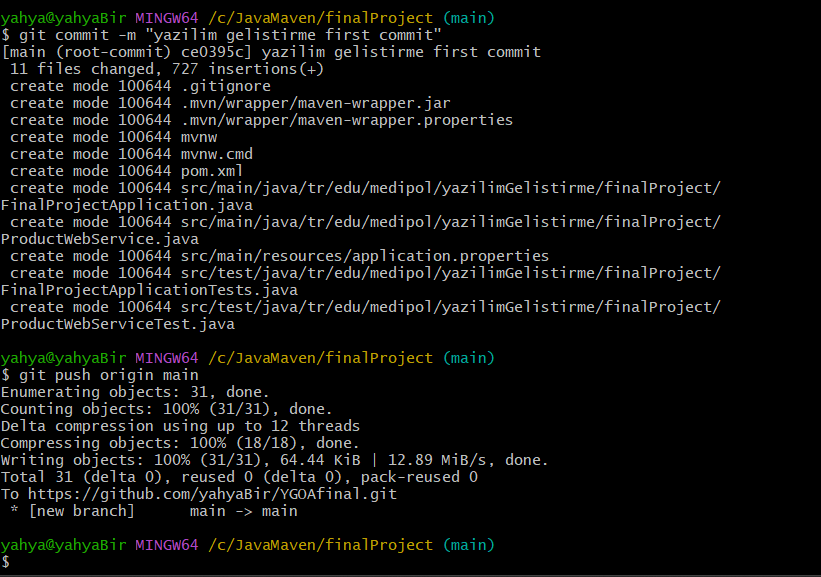 yahya@yahyaBir MINGW64 /c/JavaMaven/finalProject (main)
$ git commit -m "yazilim gelistirme first commit"
[main (root-commit) ce0395c] yazilim gelistirme first commit
 11 files changed, 727 insertions(+)
 create mode 100644 .gitignore
 create mode 100644 .mvn/wrapper/maven-wrapper.jar
 create mode 100644 .mvn/wrapper/maven-wrapper.properties
 create mode 100644 mvnw
 create mode 100644 mvnw.cmd
 create mode 100644 pom.xml
 create mode 100644 src/main/java/tr/edu/medipol/yazilimGelistirme/finalProject/
FinalProjectApplication.java
 create mode 100644 src/main/java/tr/edu/medipol/yazilimGelistirme/finalProject/
ProductWebService.java
 create mode 100644 src/main/resources/application.properties
 create mode 100644 src/test/java/tr/edu/medipol/yazilimGelistirme/finalProject/
FinalProjectApplicationTests.java
 create mode 100644 src/test/java/tr/edu/medipol/yazilimGelistirme/finalProject/
ProductWebServiceTest.java

yahya@yahyaBir MINGW64 /c/JavaMaven/finalProject (main)
$ git push origin main
Enumerating objects: 31, done.
Counting objects: 100% (31/31), done.
Delta compression using up to 12 threads
Compressing objects: 100% (18/18), done.
Writing objects: 100% (31/31), 64.44 KiB | 12.89 MiB/s, done.
Total 31 (delta 0), reused 0 (delta 0), pack-reused 0
To https://github.com/yahyaBir/YGOAfinal.git
 * [new branch]      main -> main

yahya@yahyaBir MINGW64 /c/JavaMaven/finalProject (main)
$